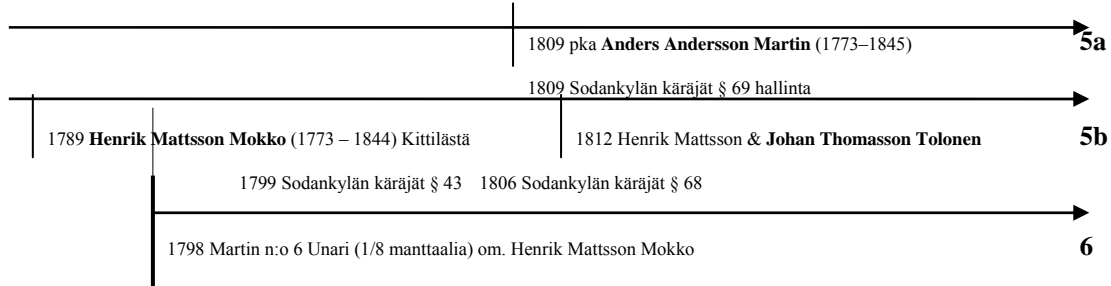 1809 pka Anders Andersson Martin (1773–1845) 5a
1809 Sodankylän käräjät § 69 hallinta
1789 Henrik Mattsson Mokko (1773 – 1844) Kittilästä 1812 Henrik Mattsson & Johan Thomasson Tolonen 5b
1799 Sodankylän käräjät § 43 1806 Sodankylän käräjät § 68
1798 Martin n:o 6 Unari (1/8 manttaalia) om. Henrik Mattsson Mokko 6